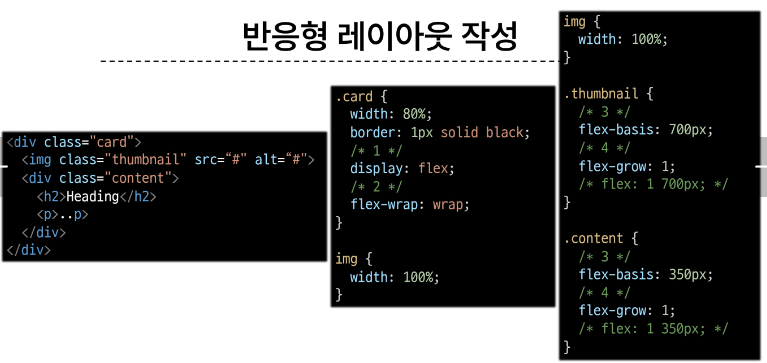 반응형 레이아웃 작성
<div class="card">
  <img class="thumbnail" src=“#" alt=“#">
  <div class="content">
    <h2>Heading</h2>
    <p>..p>
  </div>
</div>
.card {
  width: 80%;
  border: 1px solid black;
  /* 1 */
  display: flex;
  /* 2 */
  flex-wrap: wrap;
}

img {
  width: 100%;
}
img {
  width: 100%;
}

.thumbnail {
  /* 3 */
  flex-basis: 700px;
  /* 4 */
  flex-grow: 1;
  /* flex: 1 700px; */
}

.content {
  /* 3 */
  flex-basis: 350px;
  /* 4 */
  flex-grow: 1;
  /* flex: 1 350px; */
}